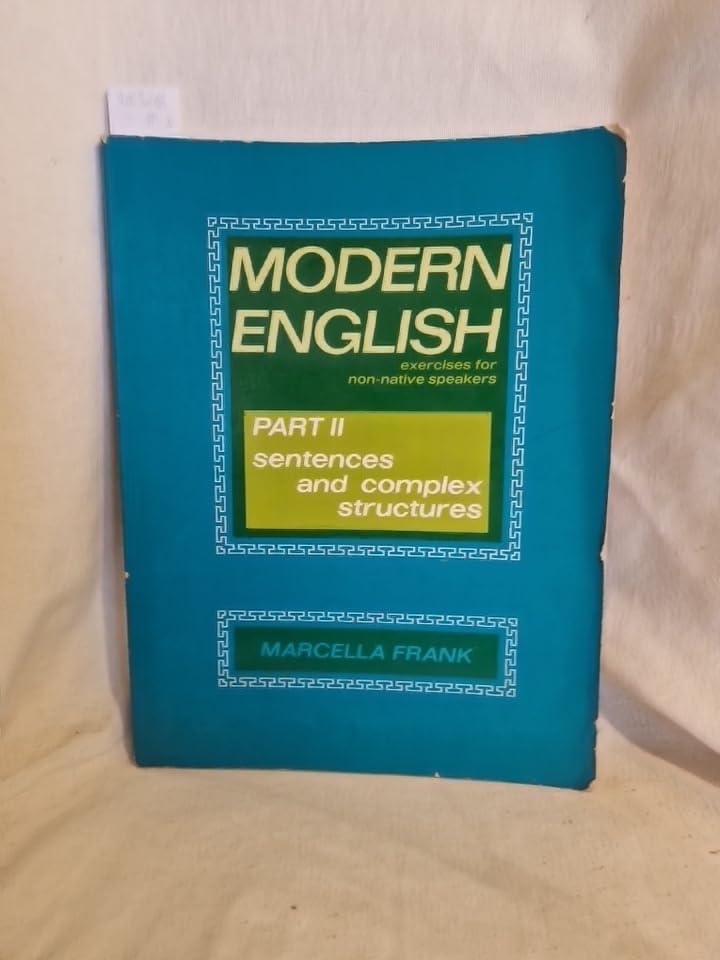 MODERN
ENGLISH
exercises for
non-native speakers
PART II
sentences
and complex
structures
MARCELLA FRANK